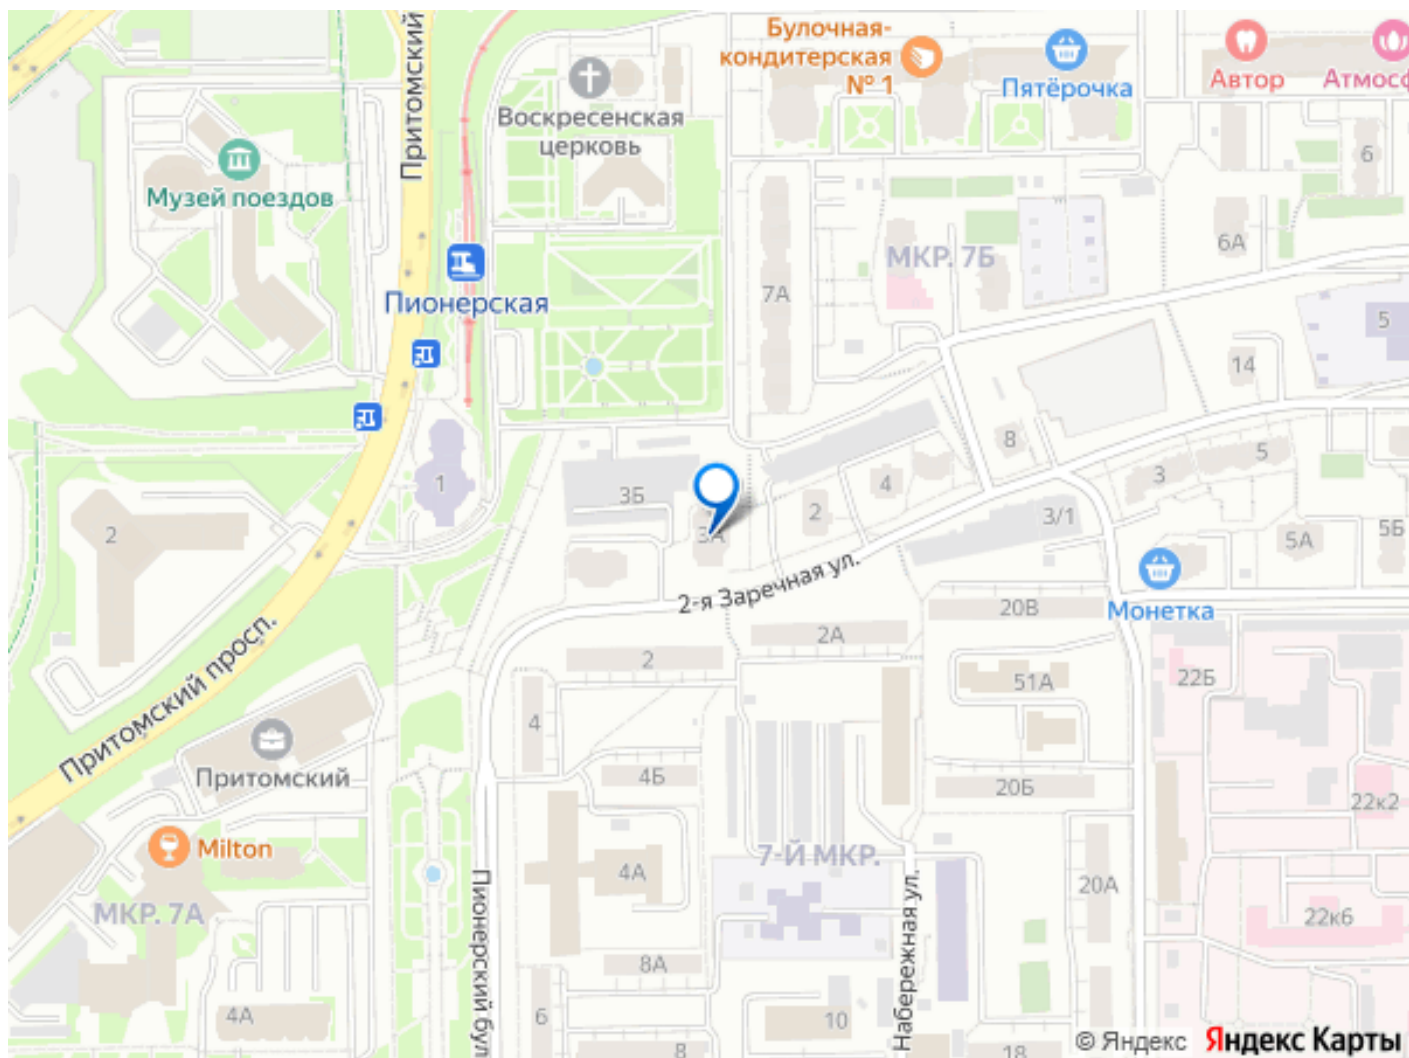 Притомский
Булочная-
кондитерская
№ 1
Пятёрочка
Автор
Атмосф
Воскресенская
церковь
6
Музей поездов
6А
МКР. 7Б
7А
Пионерская
5
14
8
5
3
4
1
3Б
2
3/1
5Б
3А
2
5А
2-я Заречная ул.
Монетка
20В
2А
2
22Б
51А
Притомский просп.
4
Притомский
4Б
20Б
22к2
Milton
7-Й МКР.
4А
20А
МКР. 7А
22к6
Пионерский бул
Набережная ул.
8А
4А
6
10
8
18
© Яндекс
Яндекс Карты